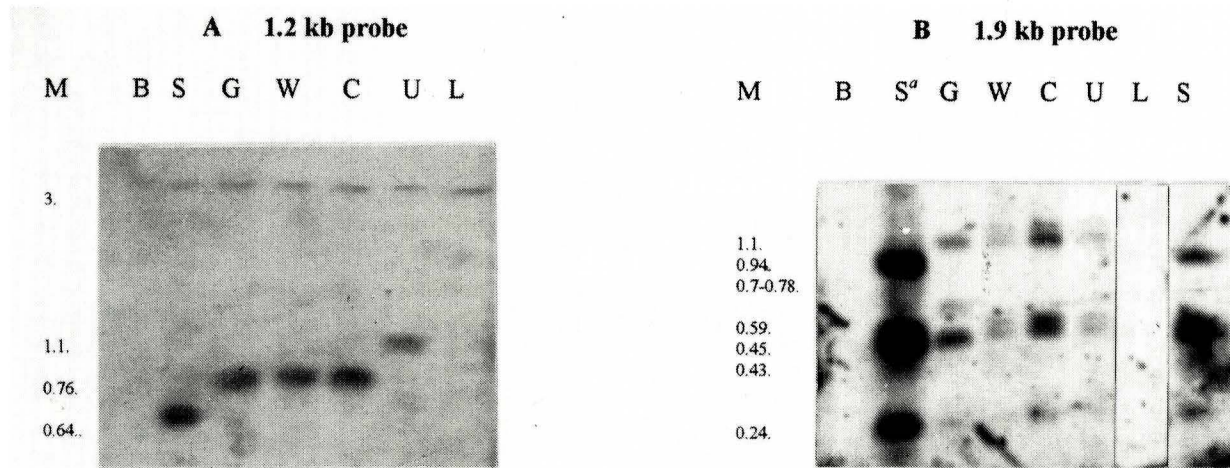 A 1.2 kb probe
M B S G W C U L
3.
1.1.
0.76.
0.64..
B 1.9 kb probe
M B Sᵃ G W C U L S
1.1.
0.94.
0.7-0.78.
0.59.
0.45.
0.43.
0.24.